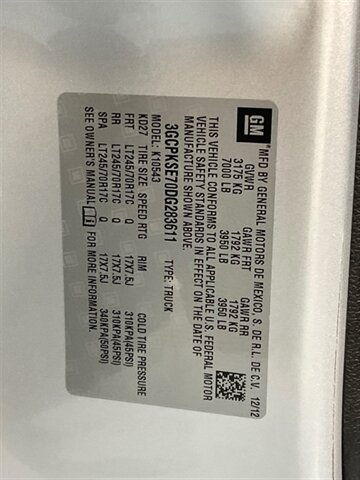 GM
MFD BY GENERAL MOTORS DE MEXICO, S. DE R.L. DE C.V. 12/12
GVWR GAWR FRT GAWR RR
3176 KG 1792 KG 1792 KG
7000 LB 3950 LB 3950 LB
THIS VEHICLE CONFORMS TO ALL APPLICABLE U.S. FEDERAL MOTOR
VEHICLE SAFETY STANDARDS IN EFFECT ON THE DATE OF
MANUFACTURE SHOWN ABOVE.
3GCPKSE70DG283611 TYPE: TRUCK
MODEL: K10543
KD27 TIRE SIZE SPEED RTG RIM COLD TIRE PRESSURE
FRT LT245/70R17C Q 17X7.5J 310KPA(45PSI)
RR LT245/70R17C Q 17X7.5J 310KPA(45PSI)
SPA LT245/70R17C Q 17X7.5J 340KPA(50PSI)
SEE OWNER'S MANUAL FOR MORE INFORMATION.